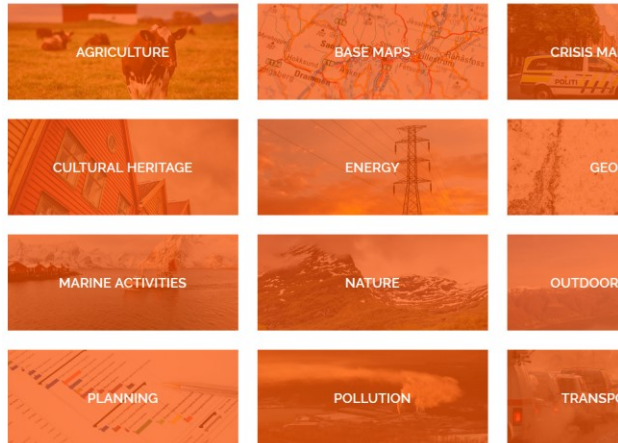 AGRICULTURE
BASE MAPS
CRISIS MA
POLITI
CULTURAL HERITAGE
ENERGY
GEO
MARINE ACTIVITIES
NATURE
OUTDOOR
PLANNING
POLLUTION
TRANSPO